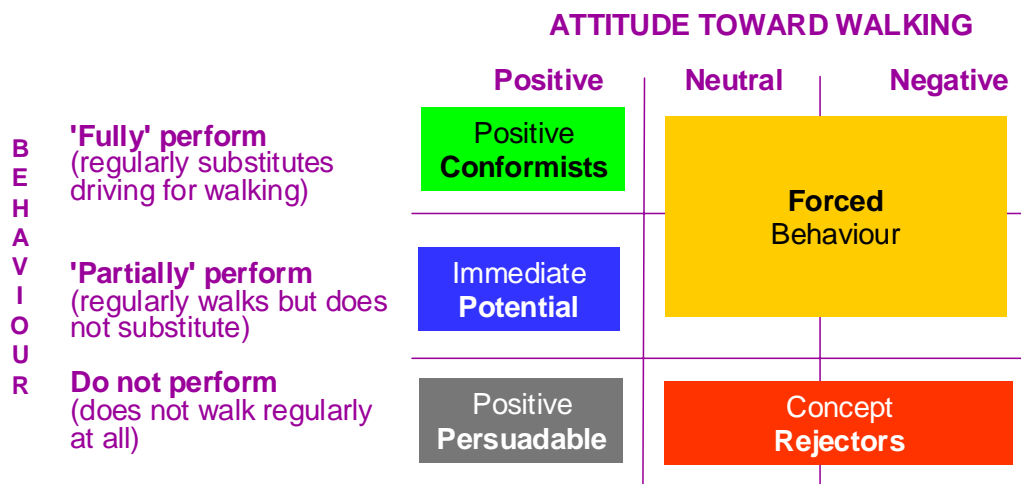 ATTITUDE TOWARD WALKING
Positive Neutral Negative
BEHAVIOUR
'Fully' perform
(regularly substitutes
driving for walking)
Positive
Conformists
Forced
Behaviour
'Partially' perform
(regularly walks but does
not substitute)
Immediate
Potential
Do not perform
(does not walk regularly
at all)
Positive
Persuadable
Concept
Rejectors